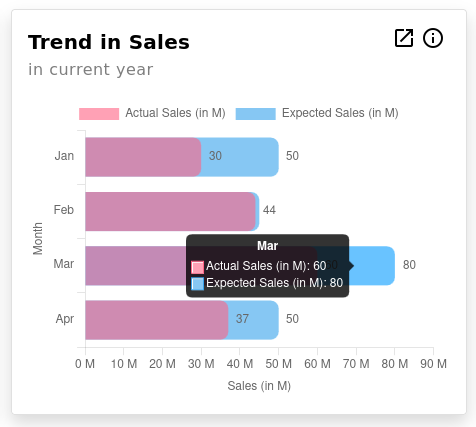 Trend in Sales
in current year
Actual Sales (in M) Expected Sales (in M)
Jan 30 50
Feb 44
Mar
Actual Sales (in M): 60
Expected Sales (in M): 80
Mar 80
Apr 37 50
Month
0 M 10 M 20 M 30 M 40 M 50 M 60 M 70 M 80 M 90 M
Sales (in M)